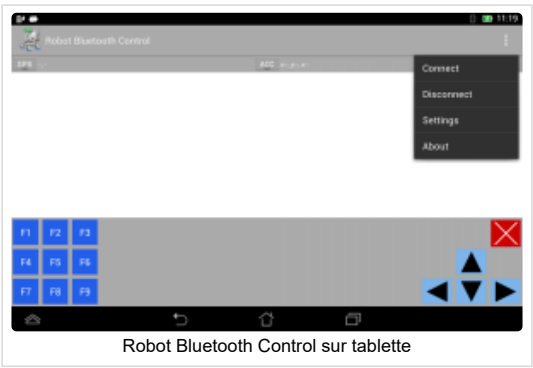 11:19
Robot Bluetooth Control
GPS
ACC
Connect
Disconnect
Settings
About
F1 F2 F3
F4 F5 F6
F7 F8 F9
Robot Bluetooth Control sur tablette